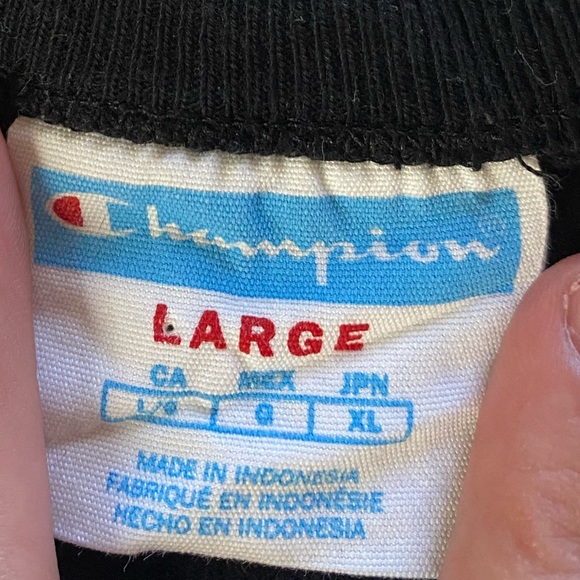 Champion®
LARGE
CA MEX JPN
L/G G XL
MADE IN INDONESIA
FABRIQUÉ EN INDONÉSIE
HECHO EN INDONESIA